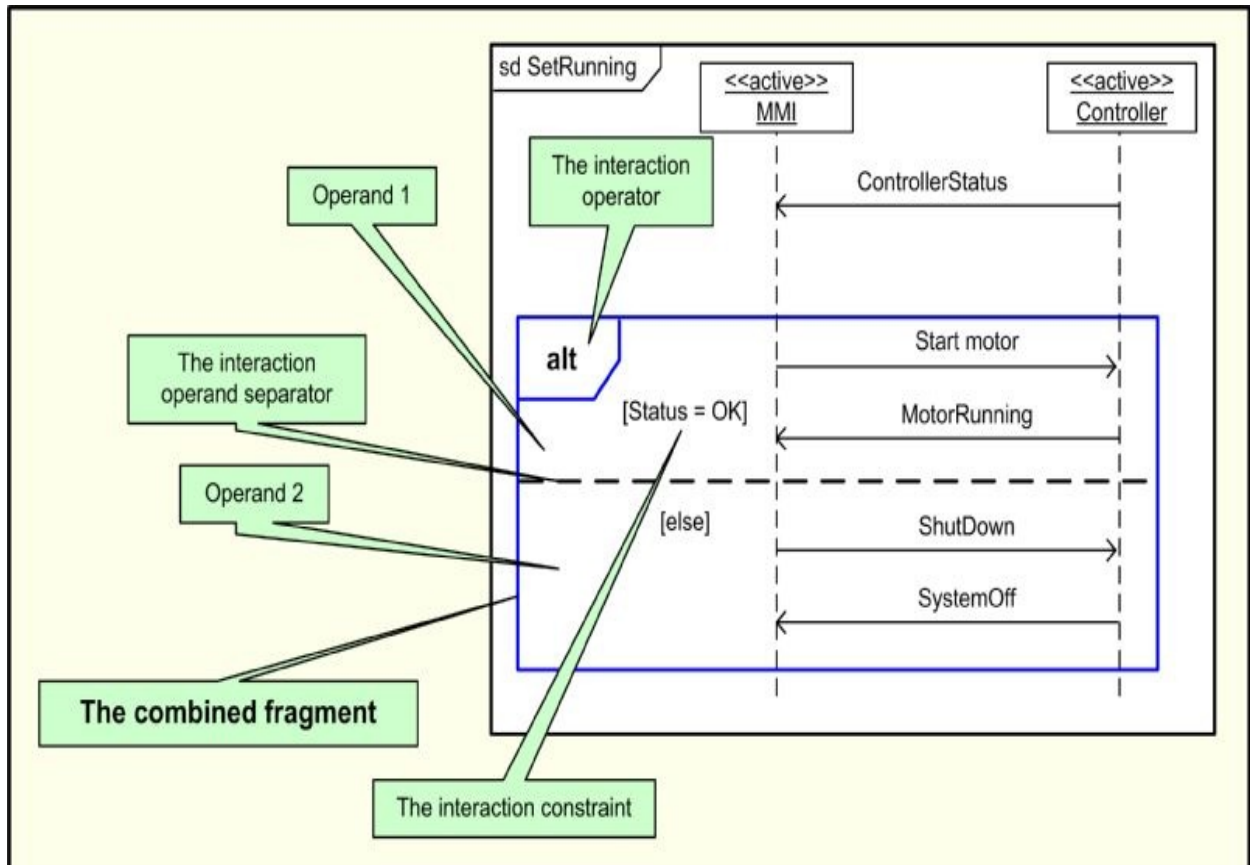 sd SetRunning
<<active>>
MMI
<<active>>
Controller
The interaction
operator
Operand 1
ControllerStatus
alt
Start motor
The interaction
operand separator
[Status = OK]
MotorRunning
Operand 2
[else]
ShutDown
SystemOff
The combined fragment
The interaction constraint